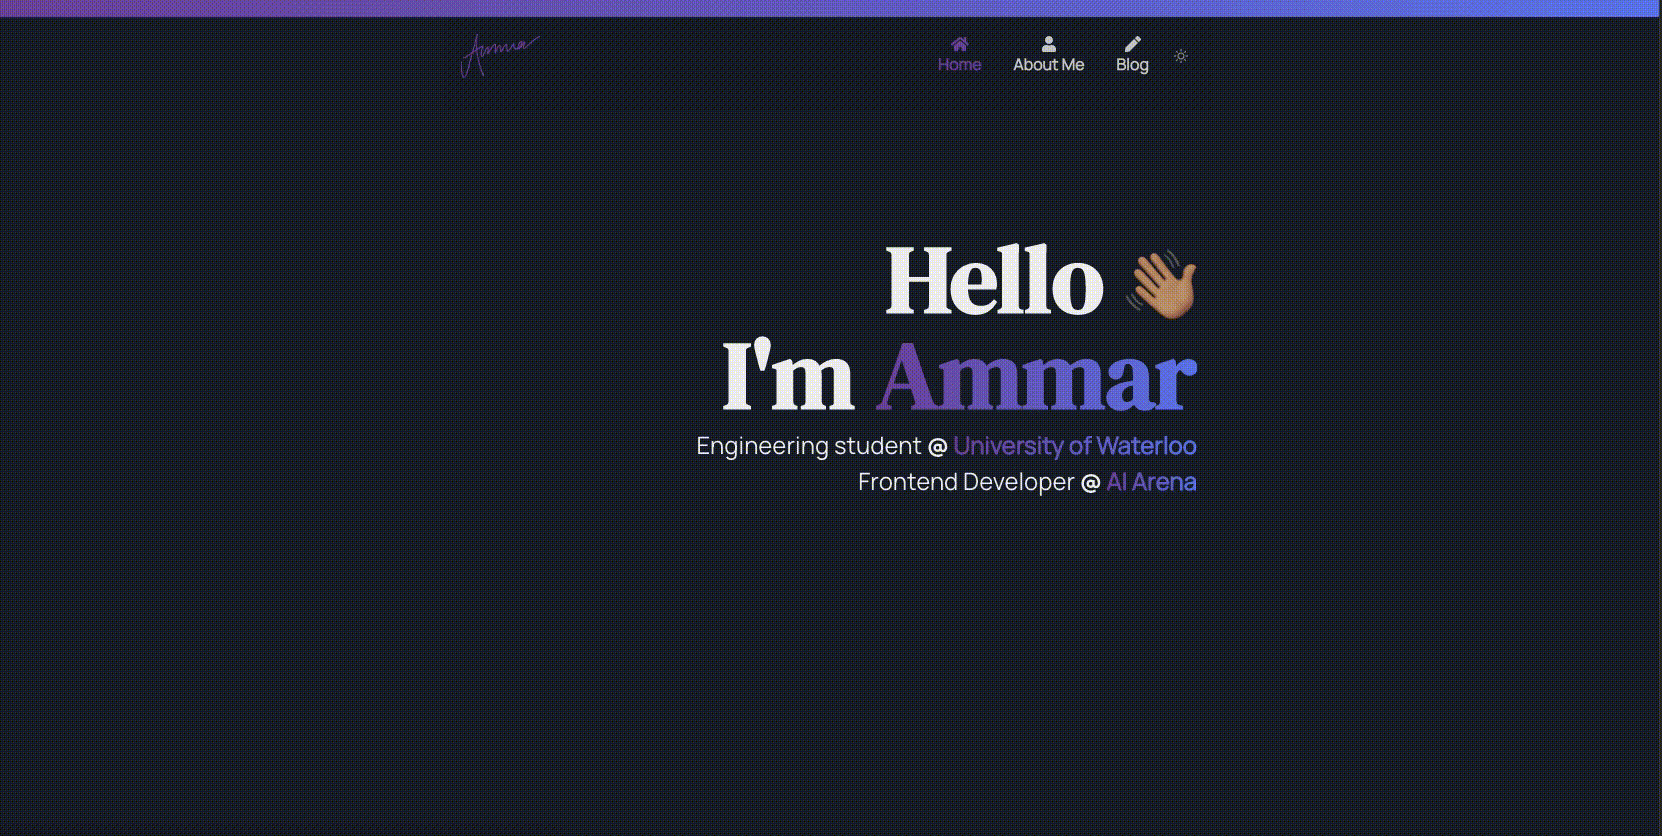 Ammar
Home About Me Blog
Hello 👋🏽
I'm Ammar
Engineering student @ University of Waterloo
Frontend Developer @ AI Arena